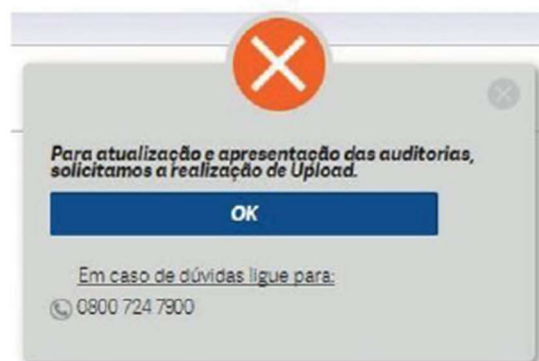 Para atualização e apresentação das auditorias,
solicitamos a realização de Upload.
OK
Em caso de dúvidas ligue para:
0800 724 7900